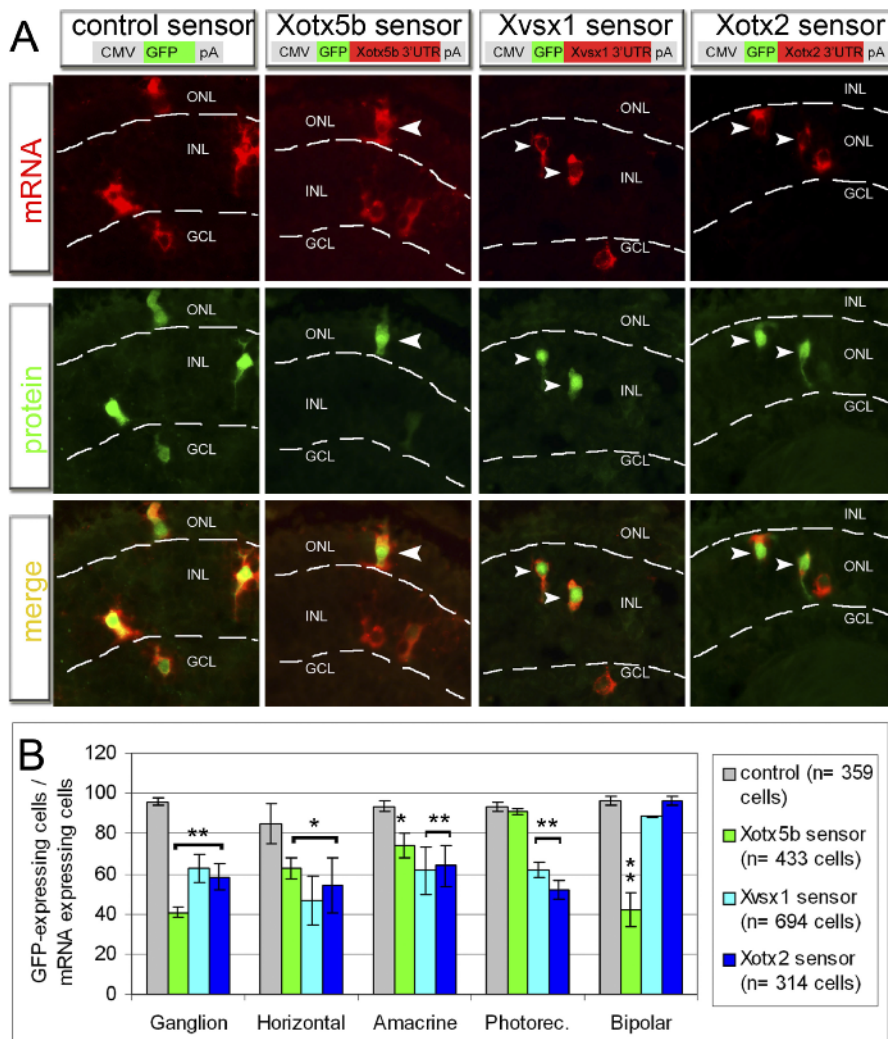 A
control sensor Xotx5b sensor Xvsx1 sensor Xotx2 sensor
CMV GFP pA CMV GFP Xotx5b 3'UTR pA CMV GFP Xvsx1 3'UTR pA CMV GFP Xotx2 3'UTR pA
mRNA
ONL INL GCL
ONL INL GCL
ONL INL GCL
INL ONL GCL
protein
ONL INL GCL
ONL INL GCL
ONL INL GCL
INL ONL GCL
merge
ONL INL GCL
ONL INL GCL
ONL INL GCL
INL ONL GCL
B
GFP-expressing cells /
mRNA expressing cells
120
100
80
60
40
20
0
** * * ** ** **
Ganglion Horizontal Amacrine Photorec. Bipolar
control (n= 359
cells)
Xotx5b sensor
(n= 433 cells)
Xvsx1 sensor
(n= 694 cells)
Xotx2 sensor
(n= 314 cells)